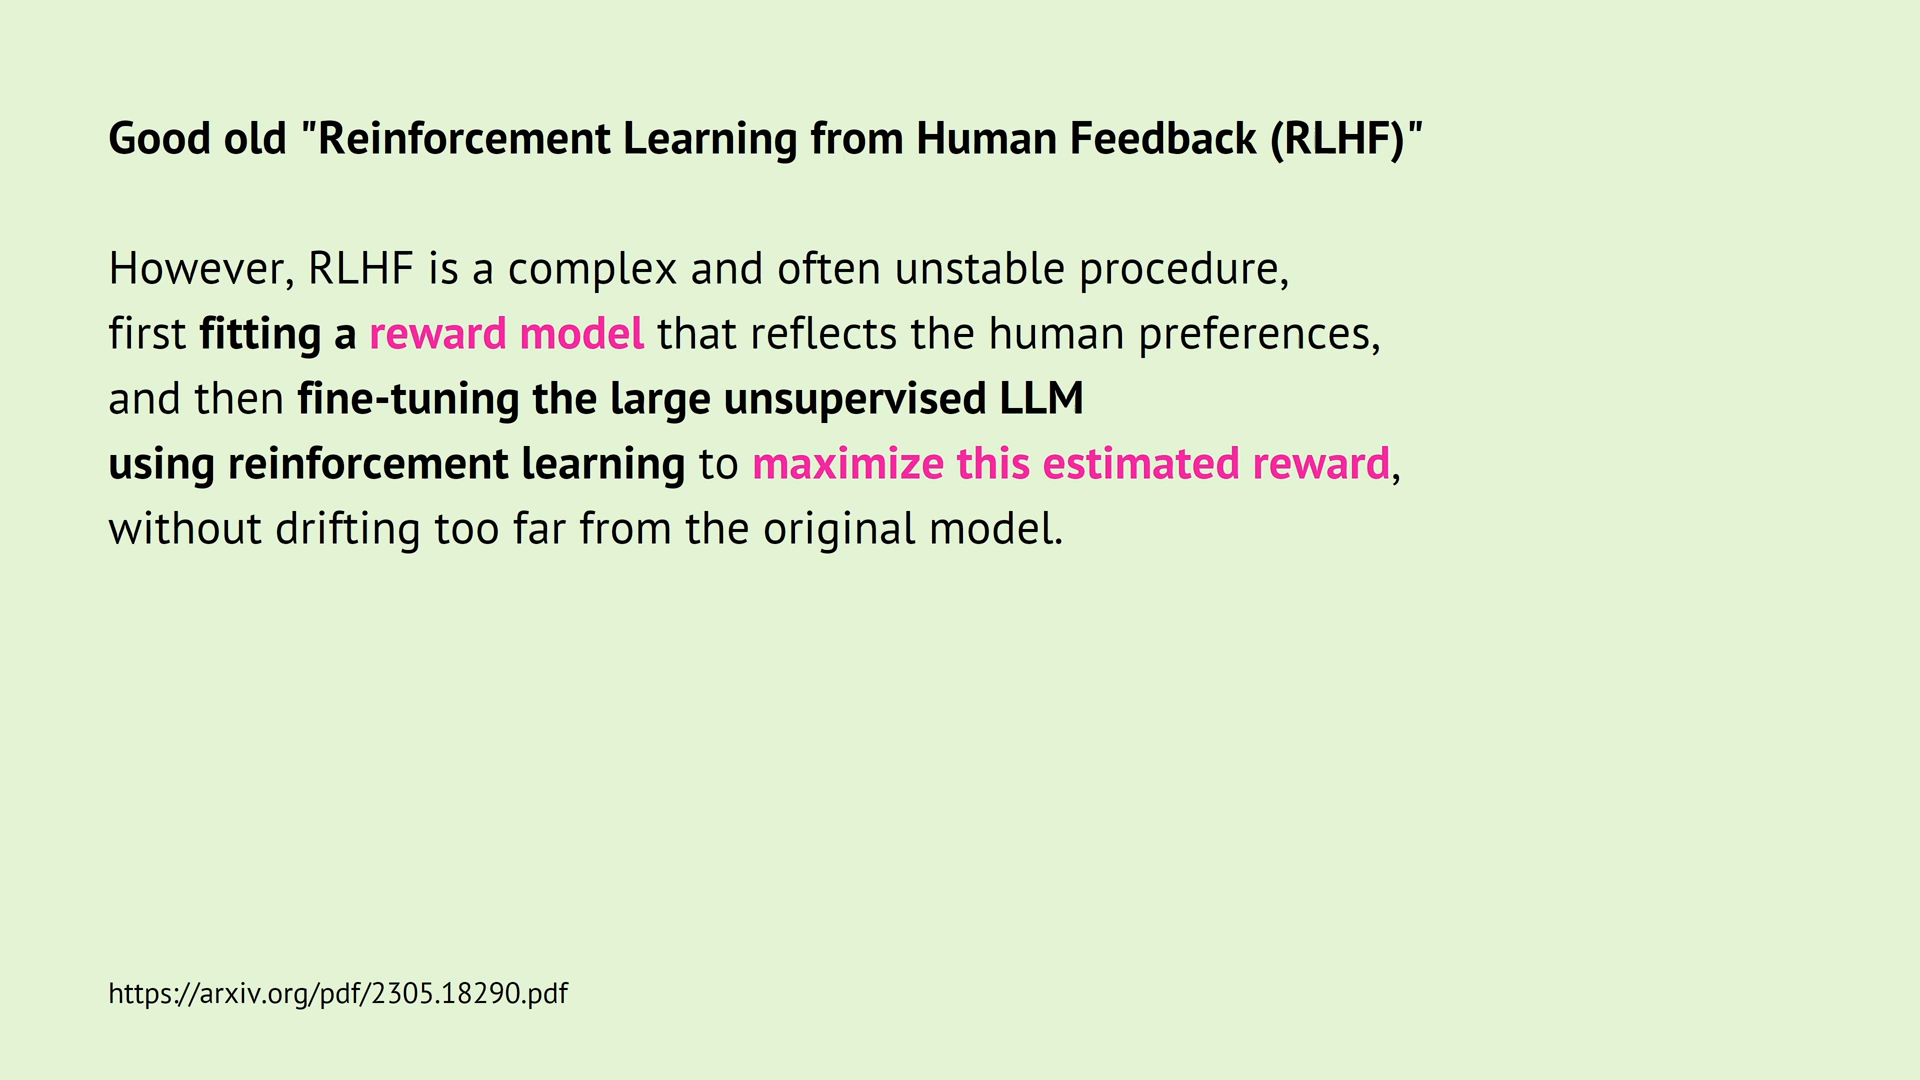 Good old "Reinforcement Learning from Human Feedback (RLHF)"
However, RLHF is a complex and often unstable procedure,
first fitting a reward model that reflects the human preferences,
and then fine-tuning the large unsupervised LLM
using reinforcement learning to maximize this estimated reward,
without drifting too far from the original model.
https://arxiv.org/pdf/2305.18290.pdf